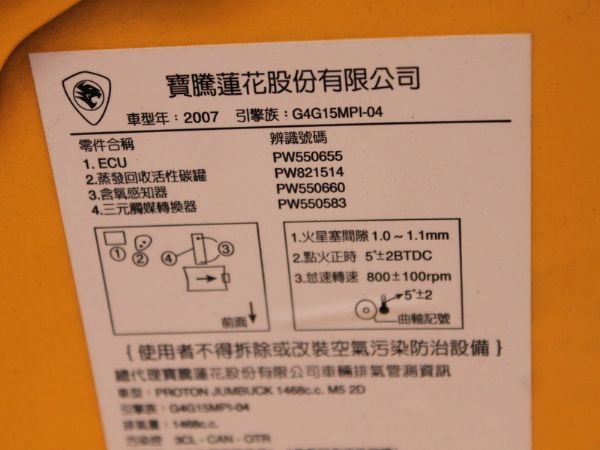 寶騰蓮花股份有限公司
車型年：2007 引擎族：G4G15MPI-04
零件合稱 辨識號碼
1. ECU PW550655
2.蒸發回收活性碳罐 PW821514
3.含氧感知器 PW550660
4.三元觸媒轉換器 PW550583
① ② ④ ③
前面
1.火星塞間隙 1.0～1.1mm
2.點火正時 5°±2BTDC
3.怠速轉速 800±100rpm
5°±2
曲軸記號
{使用者不得拆除或改裝空氣污染防治設備}
總代理寶騰蓮花股份有限公司車輛排氣管測資訊
車型：PROTON JUMBUCK 1468c.c. M5 2D
引擎族：G4G15MPI-04
排氣量：1468c.c.
污染控 3CL-CAN-OTR